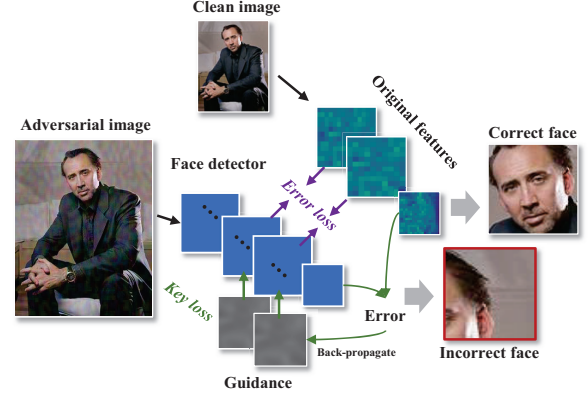 Clean image
Adversarial image
Face detector
Original features
Correct face
Error loss
Key loss
Error
Back-propagate
Incorrect face
Guidance